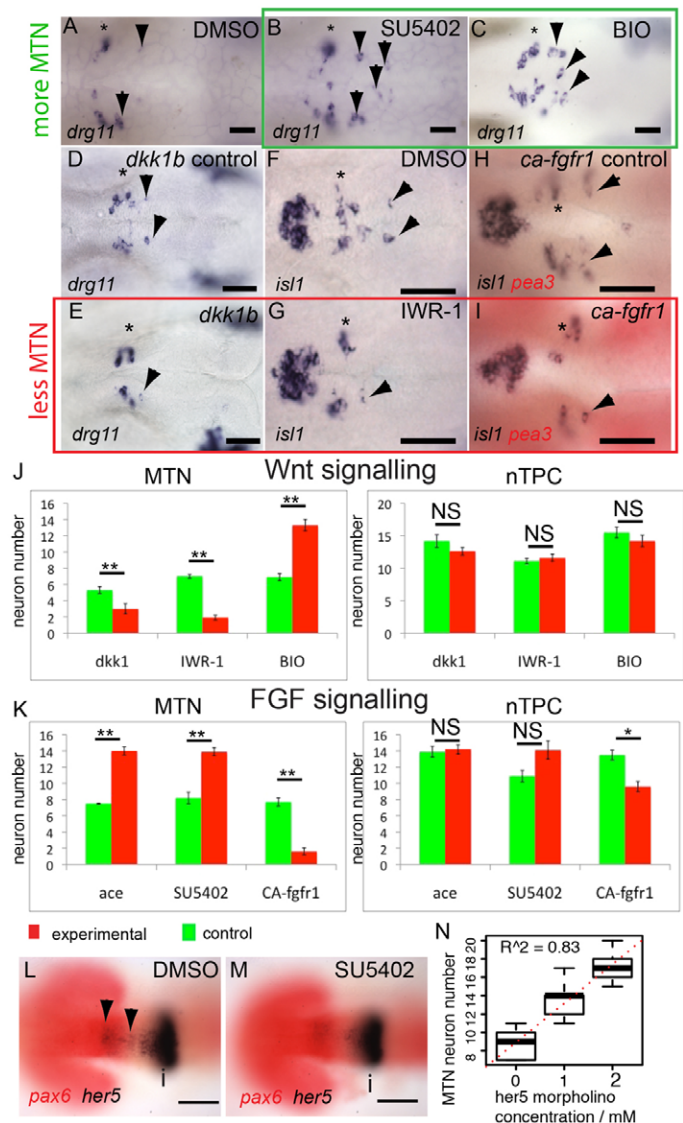 more MTN
A * DMSO
drg11
B * SU5402
drg11
C * BIO
drg11
D * dkk1b control
drg11
F * DMSO
isl1
H ca-fgfr1 control
*
isl1 pea3
less MTN
E * dkk1b
drg11
G * IWR-1
isl1
I * ca-fgfr1
isl1 pea3
J Wnt signalling
MTN
nTPC
neuron number
16
14
12
10
8
6
4
2
0
** ** **
dkk1 IWR-1 BIO
neuron number
20
15
10
5
0
NS NS NS
dkk1 IWR-1 BIO
K FGF signalling
MTN
nTPC
neuron number
16
14
12
10
8
6
4
2
0
** ** **
ace SU5402 CA-fgfr1
neuron number
16
14
12
10
8
6
4
2
0
NS NS *
ace SU5402 CA-fgfr1
experimental control
L DMSO
i
pax6 her5
M SU5402
i
pax6 her5
N
R^2 = 0.83
MTN neuron number
8 10 12 14 16 18 20
0 1 2
her5 morpholino
concentration / mM